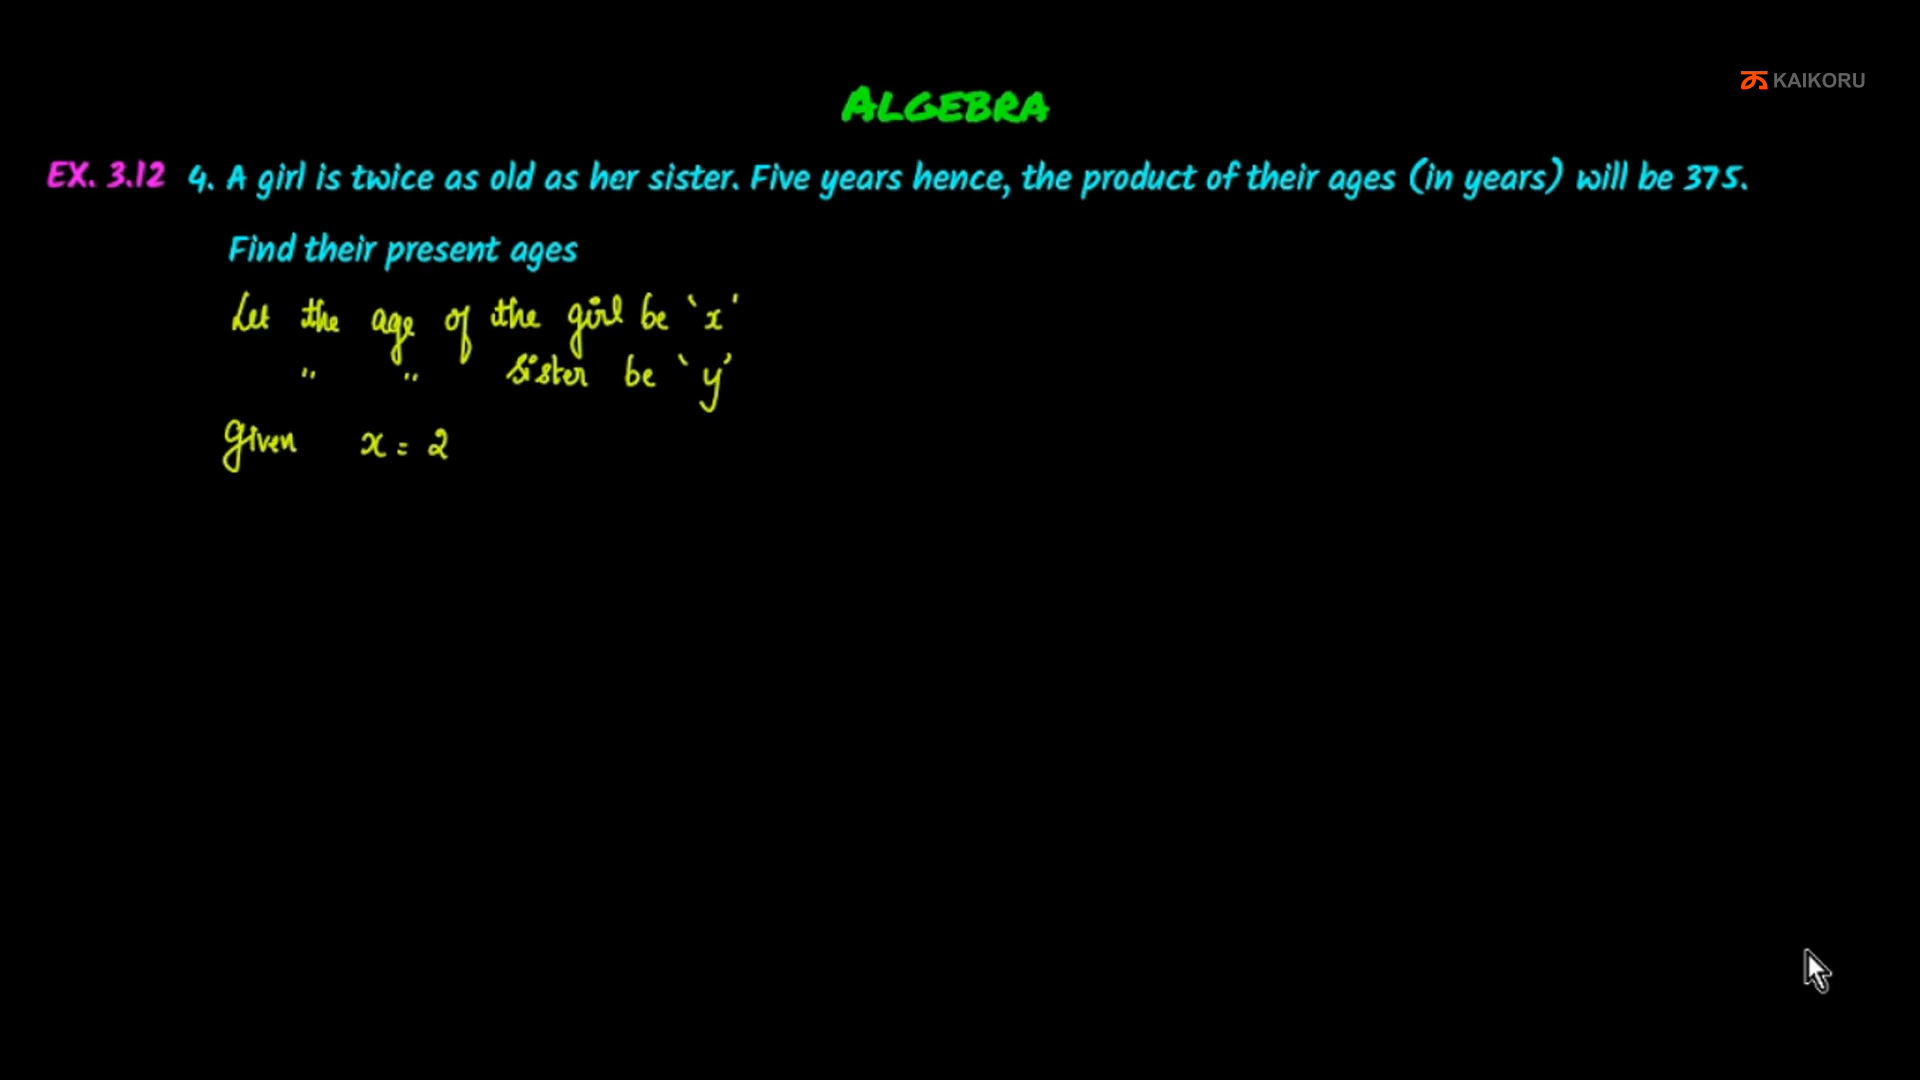 KAIKORU
ALGEBRA
EX. 3.12 4. A girl is twice as old as her sister. Five years hence, the product of their ages (in years) will be 375.
Find their present ages
Let the age of the girl be 'x'
" " Sister be 'y'
Given x = 2